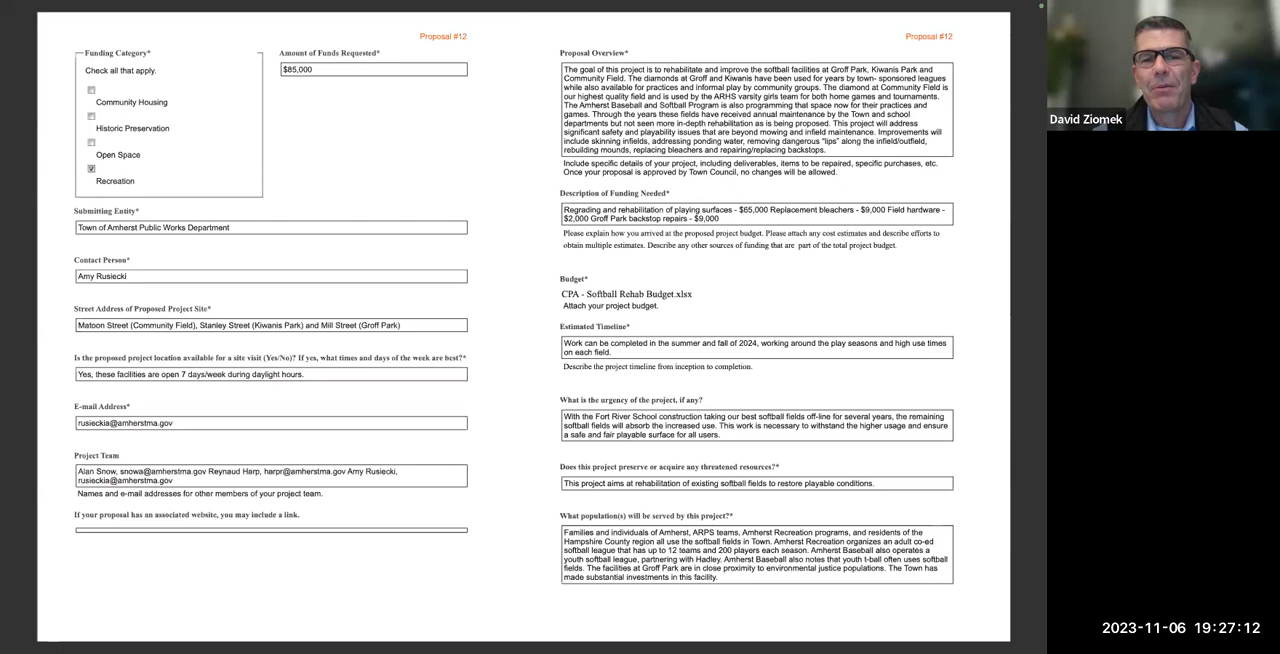 Proposal #12
Funding Category*
Check all that apply.
Community Housing
Historic Preservation
Open Space
Recreation
Amount of Funds Requested*
$85,000
Submitting Entity*
Town of Amherst Public Works Department
Contact Person*
Amy Rusiecki
Street Address of Proposed Project Site*
Matoon Street (Community Field), Stanley Street (Kiwanis Park) and Mill Street (Groff Park)
Is the proposed project location available for a site visit (Yes/No)? If yes, what times and days of the week are best?*
Yes, these facilities are open 7 days/week during daylight hours.
E-mail Address*
rusieckia@amherstma.gov
Project Team
Alan Snow, snowa@amherstma.gov Reynaud Harp, harpr@amherstma.gov Amy Rusiecki,
rusieckia@amherstma.gov
Names and e-mail addresses for other members of your project team.
If your proposal has an associated website, you may include a link.
Proposal #12
Proposal Overview*
The goal of this project is to rehabilitate and improve the softball facilities at Groff Park, Kiwanis Park and
Community Field. The diamonds at Groff and Kiwanis have been used for years by town- sponsored leagues
while also available for practices and informal play by community groups. The diamond at Community Field is
our highest quality field and is used by the ARHS varsity girls team for both home games and tournaments.
The Amherst Baseball and Softball Program is also programming that space now for their practices and
games. Through the years these fields have received annual maintenance by the Town and school
departments but not seen more in-depth rehabilitation as is being proposed. This project will address
significant safety and playability issues that are beyond mowing and infield maintenance. Improvements will
include skinning infields, addressing ponding water, removing dangerous "lips" along the infield/outfield,
rebuilding mounds, replacing bleachers and repairing/replacing backstops.
Include specific details of your project, including deliverables, items to be repaired, specific purchases, etc.
Once your proposal is approved by Town Council, no changes will be allowed.
Description of Funding Needed*
Regrading and rehabilitation of playing surfaces - $65,000 Replacement bleachers - $9,000 Field hardware -
$2,000 Groff Park backstop repairs - $9,000
Please explain how you arrived at the proposed project budget. Please attach any cost estimates and describe efforts to
obtain multiple estimates. Describe any other sources of funding that are part of the total project budget.
Budget*
CPA - Softball Rehab Budget.xlsx
Attach your project budget.
Estimated Timeline*
Work can be completed in the summer and fall of 2024, working around the play seasons and high use times
on each field.
Describe the project timeline from inception to completion.
What is the urgency of the project, if any?
With the Fort River School construction taking our best softball fields off-line for several years, the remaining
softball fields will absorb the increased use. This work is necessary to withstand the higher usage and ensure
a safe and fair playable surface for all users.
Does this project preserve or acquire any threatened resources?*
This project aims at rehabilitation of existing softball fields to restore playable conditions.
What population(s) will be served by this project?*
Families and individuals of Amherst, ARPS teams, Amherst Recreation programs, and residents of the
Hampshire County region all use the softball fields in Town. Amherst Recreation organizes an adult co-ed
softball league that has up to 12 teams and 200 players each season. Amherst Baseball also operates a
youth softball league, partnering with Hadley. Amherst Baseball also notes that youth t-ball often uses softball
fields. The facilities at Groff Park are in close proximity to environmental justice populations. The Town has
made substantial investments in this facility.
David Ziomek
2023-11-06 19:27:12